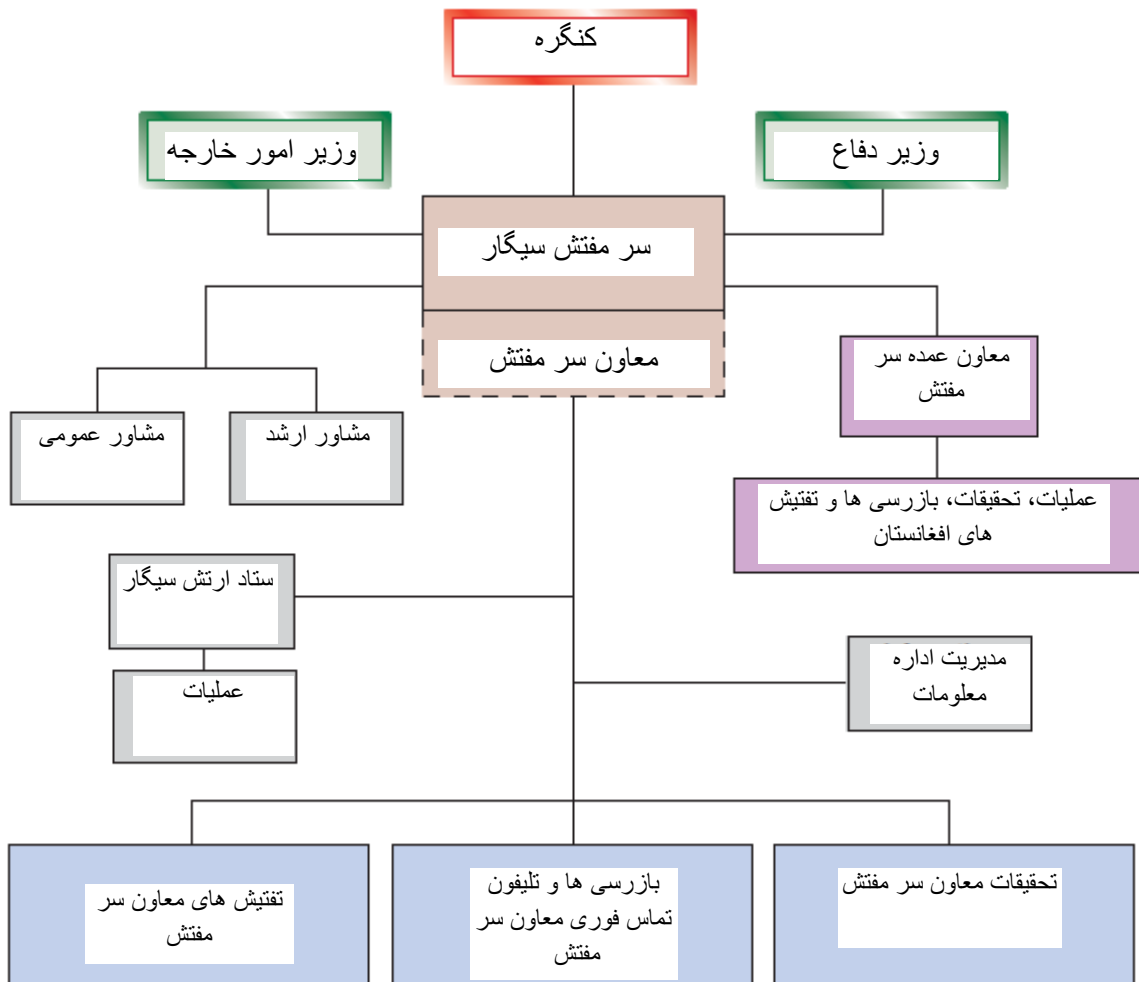 کنگره
وزیر امور خارجه
وزیر دفاع
سر مفتش سیگار
معاون سر مفتش
معاون عمده سر
مفتش
مشاور عمومی
مشاور ارشد
عملیات، تحقیقات، بازرسی ها و تفتیش
های افغانستان
ستاد ارتش سیگار
عملیات
مدیریت اداره
معلومات
تفتیش های معاون سر
مفتش
بازرسی ها و تلیفون
تماس فوری معاون سر
مفتش
تحقیقات معاون سر مفتش